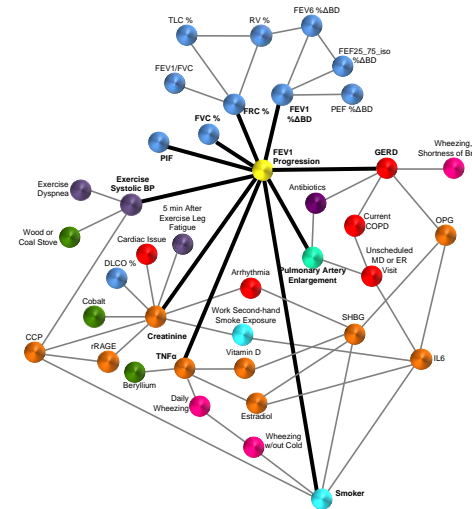 FEV6 %ΔBD
TLC %
RV %
FEF25_75_iso
%ΔBD
FEV1/FVC
PEF %ΔBD
FRC %
FEV1
%ΔBD
FVC %
PIF
FEV1
Progression
GERD
Wheezing,
Shortness of Br
Exercise
Systolic BP
Exercise
Dyspnea
Antibiotics
5 min After
Exercise Leg
Fatigue
Current
COPD
OPG
Wood or
Coal Stove
Cardiac Issue
Unscheduled
MD or ER
Visit
DLCO %
Pulmonary Artery
Enlargement
Arrhythmia
Cobalt
Creatinine
Work Second-hand
Smoke Exposure
SHBG
CCP
rRAGE
TNFα
Vitamin D
IL6
Beryllium
Daily
Wheezing
Estradiol
Wheezing
w/out Cold
Smoker